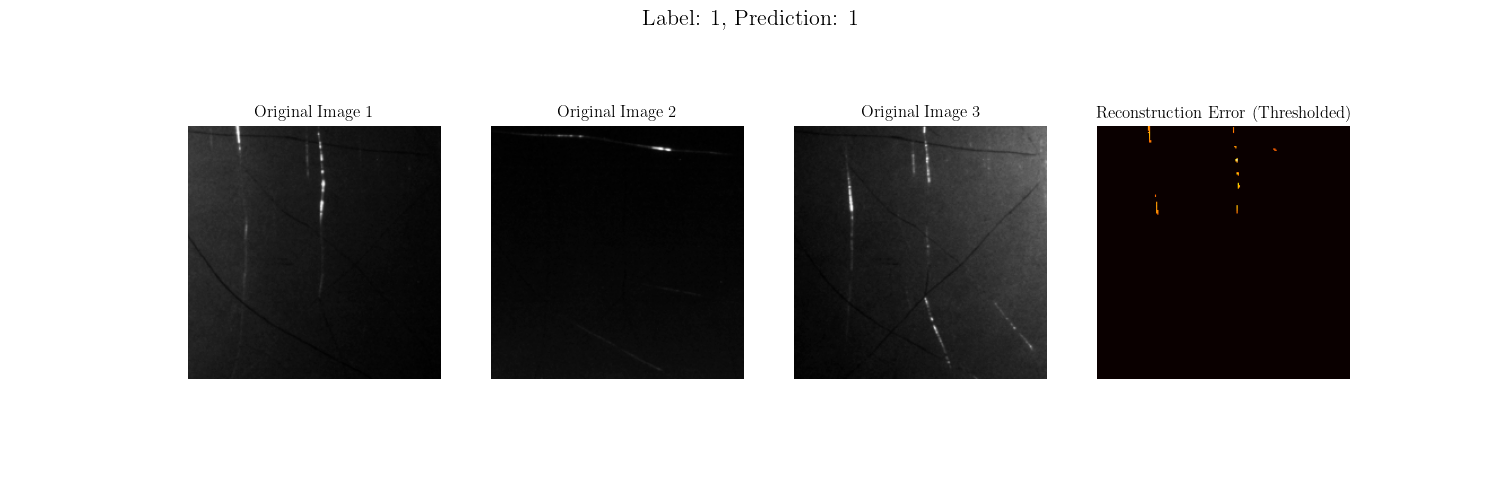 Label: 1, Prediction: 1
Original Image 1
Original Image 2
Original Image 3
Reconstruction Error (Thresholded)